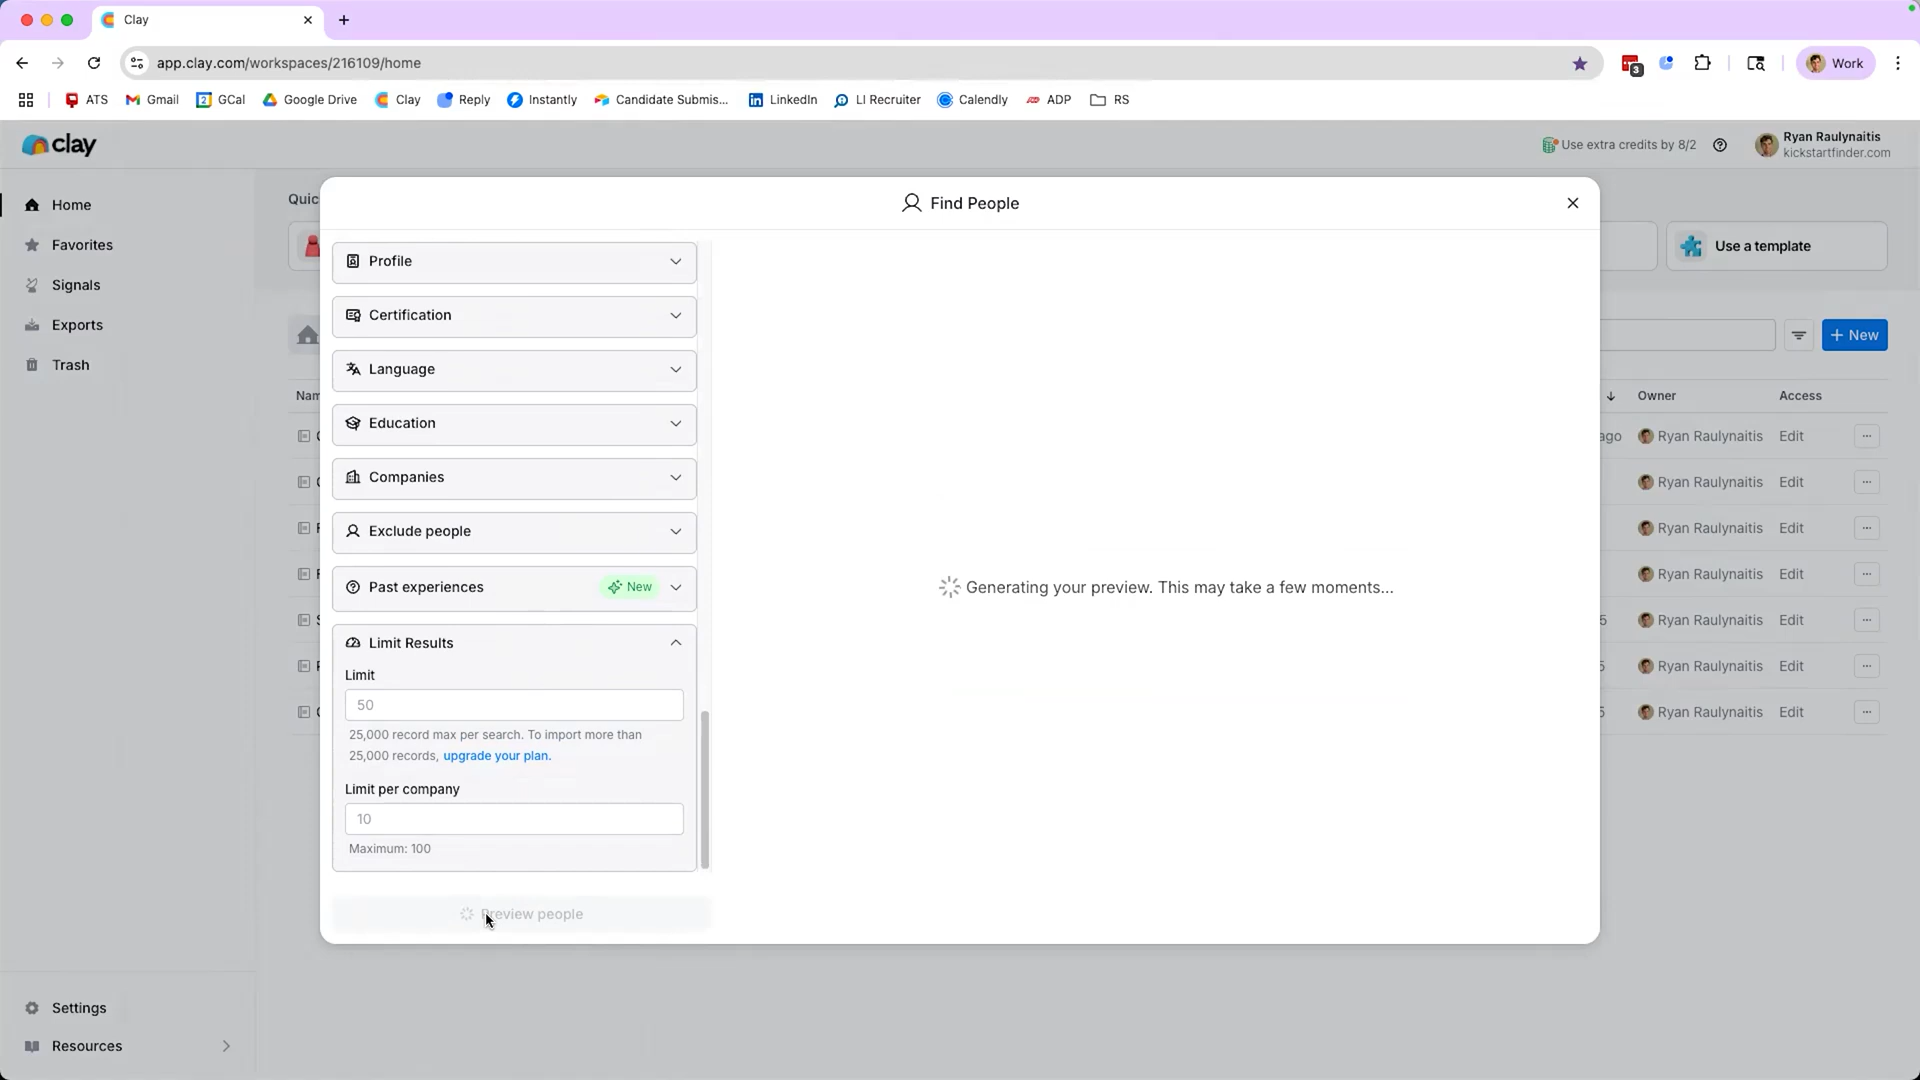 Clay
app.clay.com/workspaces/216109/home
3
Work
ATS
Gmail
GCal
Google Drive
Clay
Reply
Instantly
Candidate Submis...
LinkedIn
LI Recruiter
Calendly
ADP
RS
clay
Use extra credits by 8/2
Ryan Raulynaitis
kickstartfinder.com
Home
Favorites
Signals
Exports
Trash
Settings
Resources
Quic
Use a template
New
Nam
Owner
Access
ago
Ryan Raulynaitis
Edit
Ryan Raulynaitis
Edit
Ryan Raulynaitis
Edit
Ryan Raulynaitis
Edit
5
Ryan Raulynaitis
Edit
5
Ryan Raulynaitis
Edit
5
Ryan Raulynaitis
Edit
Find People
Profile
Certification
Language
Education
Companies
Exclude people
Past experiences
New
Limit Results
Limit
50
25,000 record max per search. To import more than
25,000 records, upgrade your plan.
Limit per company
10
Maximum: 100
Preview people
Generating your preview. This may take a few moments...